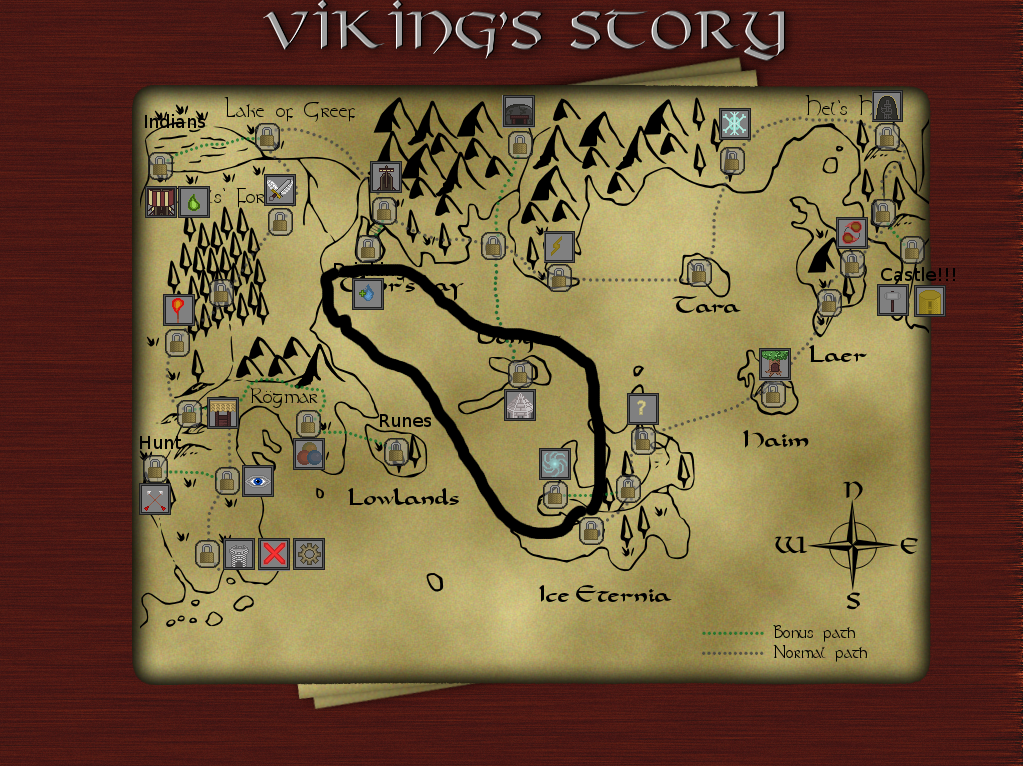 Viking's Story
Lake of Greef
Hel's
Indians
Castle!!!
Tara
Laer
Rögmar
Runes
Haim
Hunt
Lowlands
N
W
E
S
Ice Eternia
Bonus path
Normal path
?